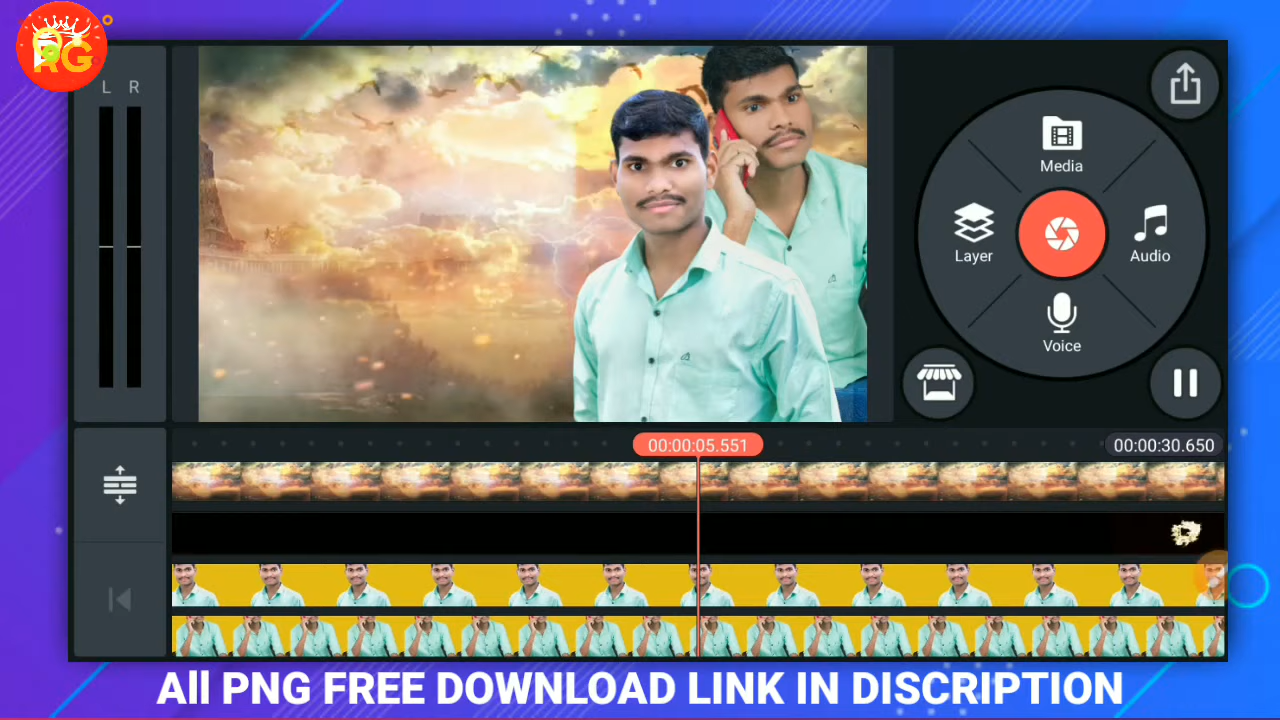 RG
L R
Media
Layer
Audio
Voice
00:00:05.551
00:00:30.650
All PNG FREE DOWNLOAD LINK IN DISCRIPTION